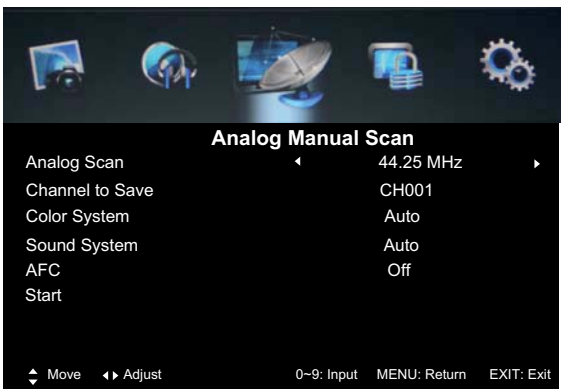 Analog Manual Scan
Analog Scan 44.25 MHz
Channel to Save CH001
Color System Auto
Sound System Auto
AFC Off
Start
Move Adjust 0~9: Input MENU: Return EXIT: Exit